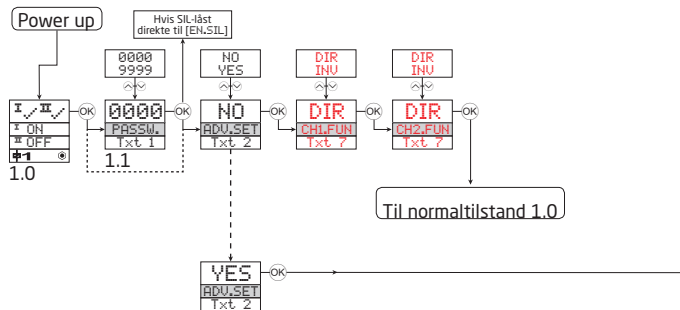 Power up
Hvis SIL-låst
direkte til [EN.SIL]
0000
9999
NO
YES
DIR
INV
DIR
INV
I ON
II OFF
1
1.0
OK
0000
PASSW.
Txt 1
1.1
OK
NO
ADV.SET
Txt 2
OK
DIR
CH1.FUN
Txt 7
OK
DIR
CH2.FUN
Txt 7
OK
Til normaltilstand 1.0
YES
ADV.SET
Txt 2
OK